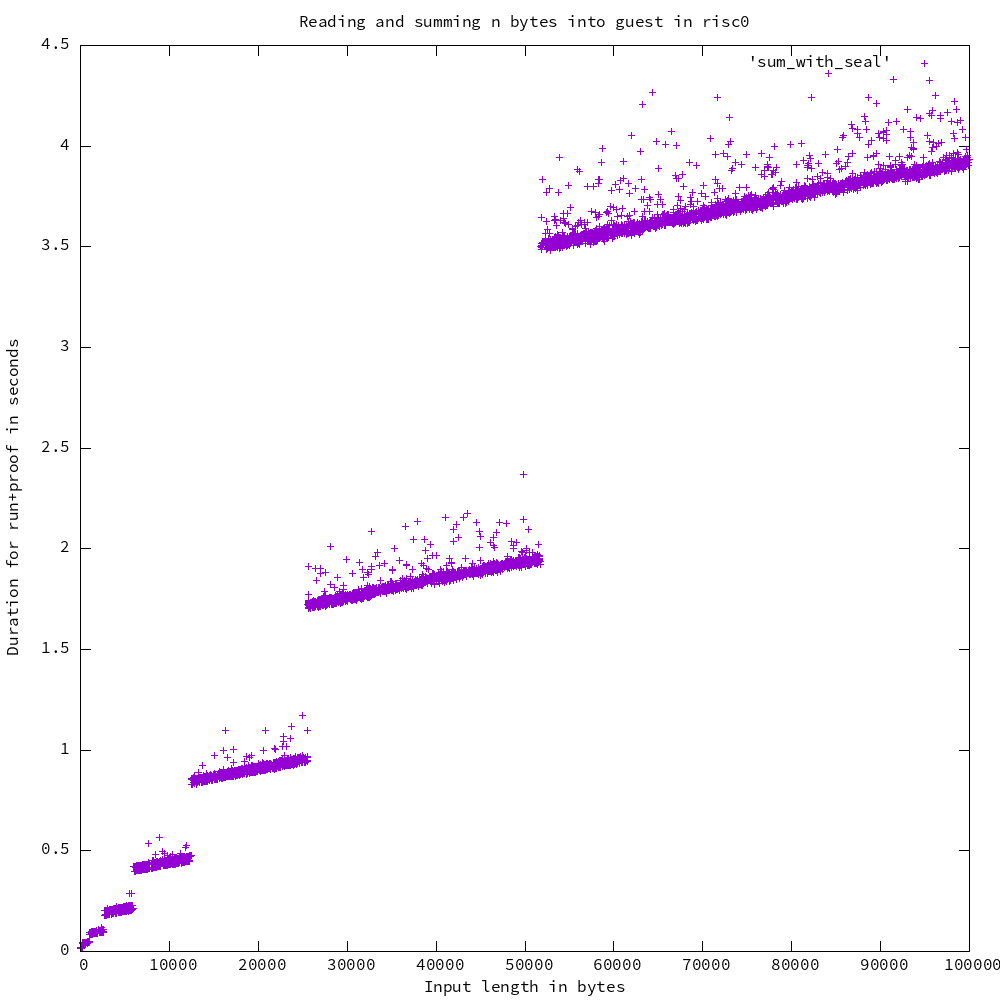 Reading and summing n bytes into guest in risc0
'sum_with_seal'
4.5
4
3.5
3
2.5
2
1.5
1
0.5
0
Duration for run+proof in seconds
0 10000 20000 30000 40000 50000 60000 70000 80000 90000 100000
Input length in bytes